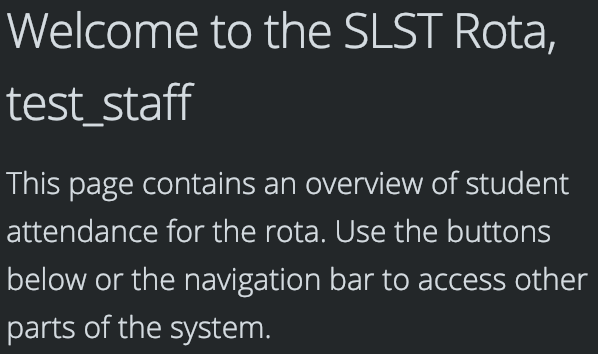 Welcome to the SLST Rota,
test_staff
This page contains an overview of student
attendance for the rota. Use the buttons
below or the navigation bar to access other
parts of the system.